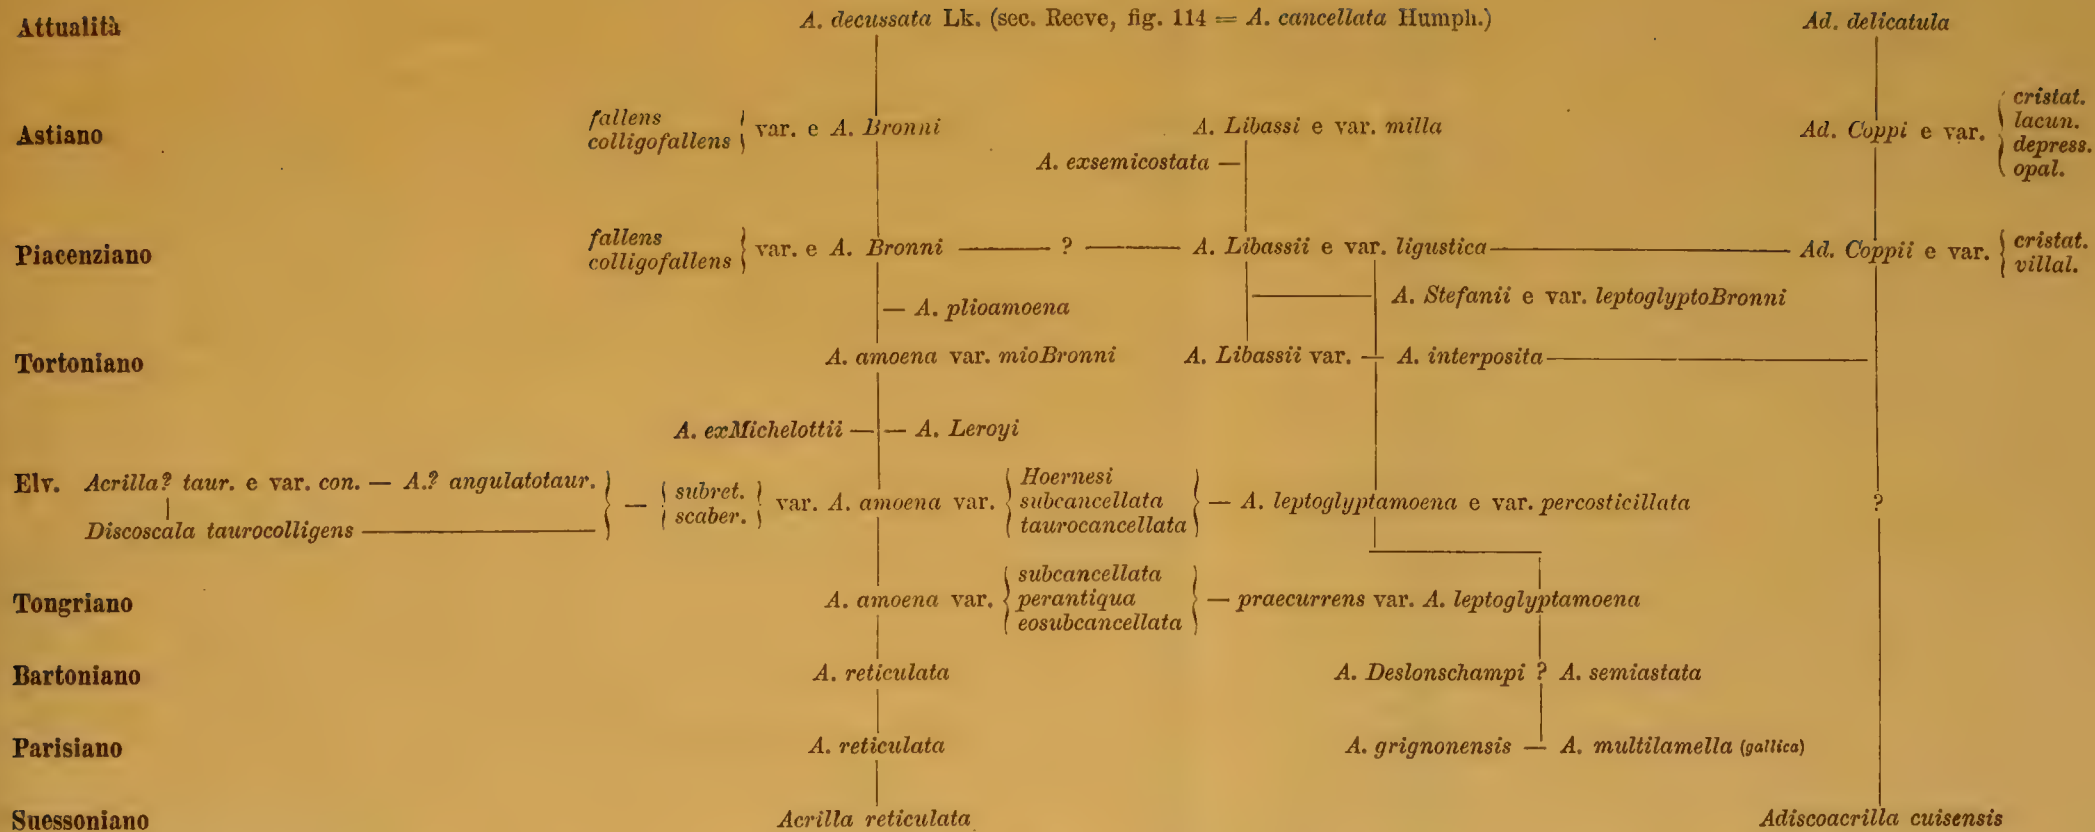 Attualità A. decussata Lk. (sec. Reeve, fig. 114 = A. cancellata Humph.) Ad. delicatula
Astiano fallens colligofallens var. e A. Bronni A. Libassi e var. milla Ad. Coppi e var. cristat. lacun. depress. opal.
A. exsemicostata —
Piacenziano fallens colligofallens var. e A. Bronni — ? — A. Libassii e var. ligustica — Ad. Coppii e var. cristat. villal.
— A. plioamoena A. Stefanii e var. leptoglyptoBronni
Tortoniano A. amoena var. mioBronni A. Libassii var. — A. interposita —
A. exMichelottii — — A. Leroyi
Elv. Acrilla? taur. e var. con. — A.? angulatotaur. — subret. scaber. var. A. amoena var. Hoernesi subcancellata taurocancellata — A. leptoglyptamoena e var. percosticillata ?
Discoscala taurocolligens —
Tongriano A. amoena var. subcancellata perantiqua eosubcancellata — praecurrens var. A. leptoglyptamoena
Bartoniano A. reticulata A. Deslonschampi ? A. semiastata
Parisiano A. reticulata A. grignonensis — A. multilamella (gallica)
Suessoniano Acrilla reticulata Adiscoacrilla cuisensis